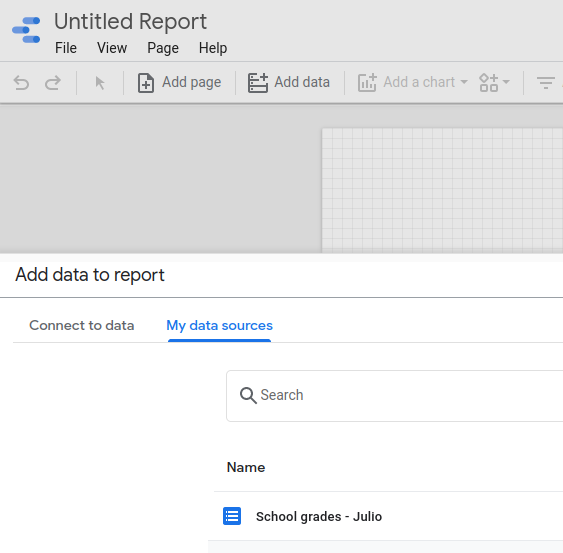 Untitled Report
File View Page Help
Add page Add data Add a chart
Add data to report
Connect to data My data sources
Search
Name
School grades - Julio